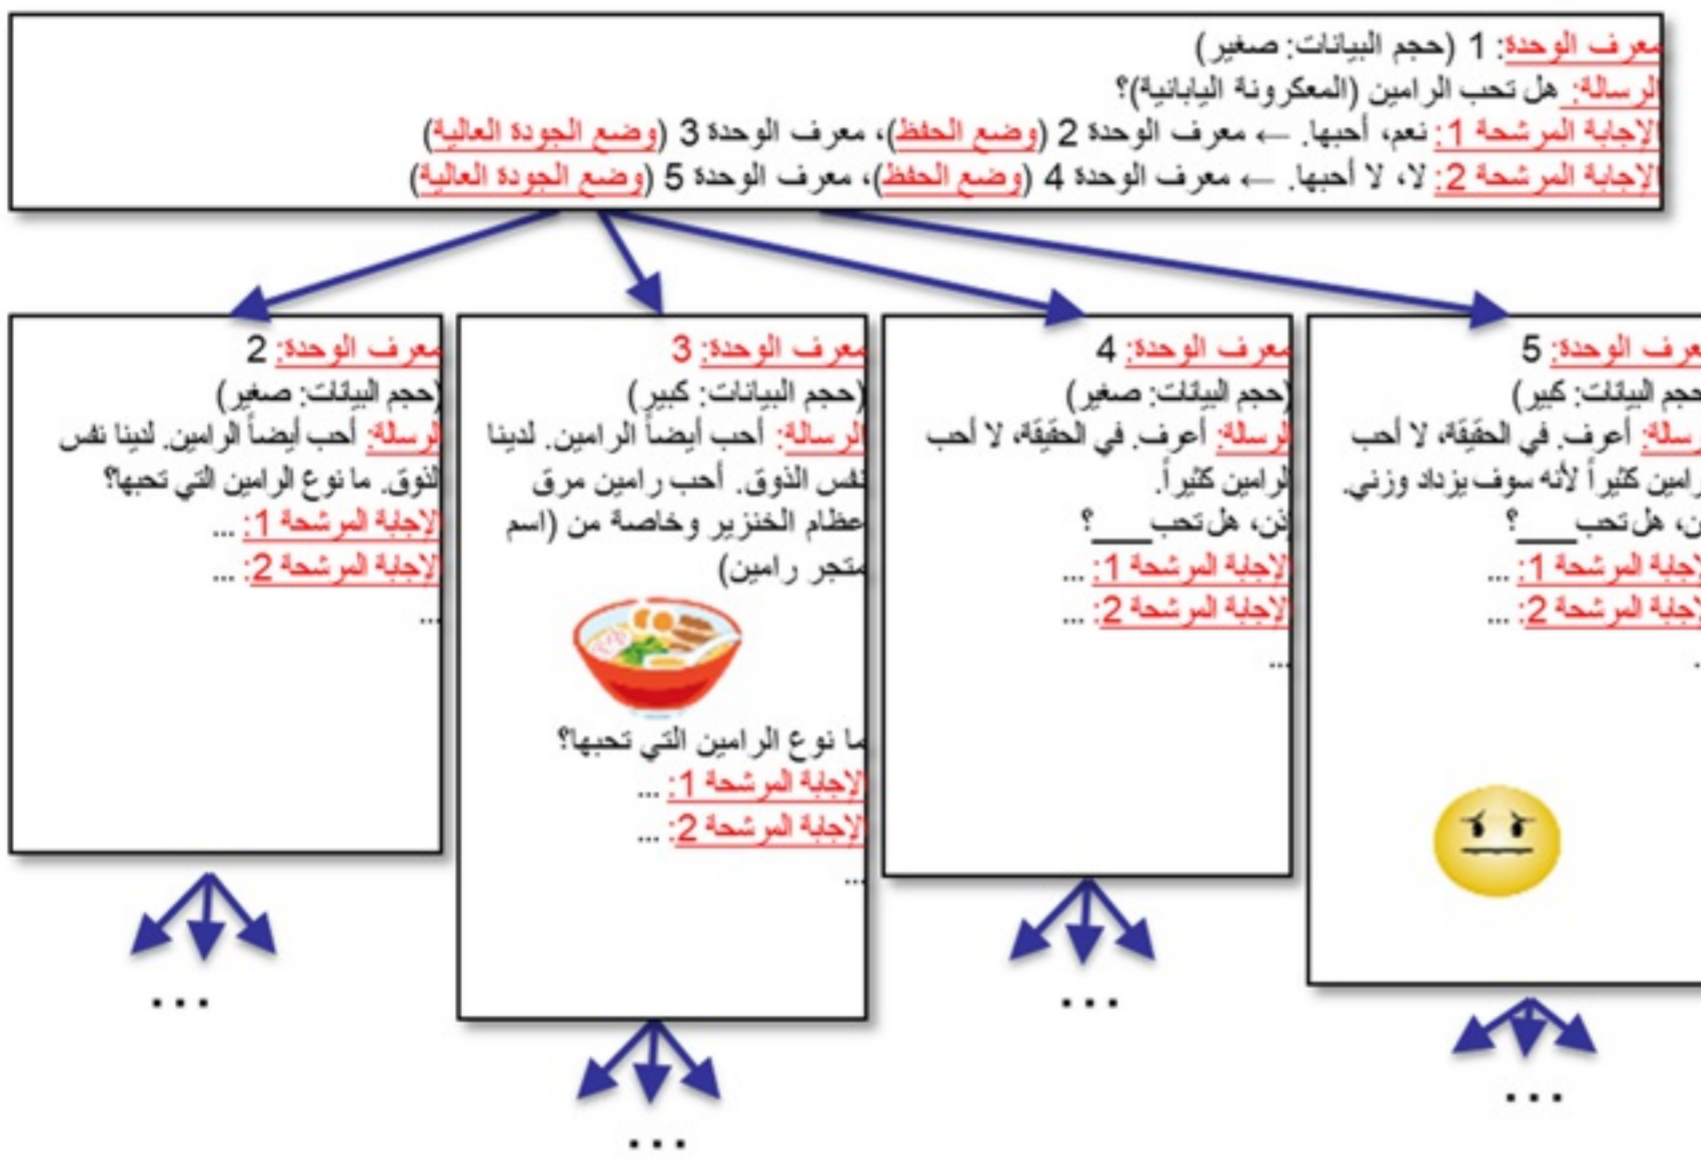 معرف الوحدة: 1 (حجم البيانات: صغير)
الرسالة: هل تحب الرامين (المعكرونة اليابانية)؟
الإجابة المرشحة 1: نعم، أحبها. ← معرف الوحدة 2 (وضع الحفظ)، معرف الوحدة 3 (وضع الجودة العالية)
الإجابة المرشحة 2: لا، لا أحبها. ← معرف الوحدة 4 (وضع الحفظ)، معرف الوحدة 5 (وضع الجودة العالية)
معرف الوحدة: 2
(حجم البيانات: صغير)
الرسالة: أحب أيضاً الرامين. لدينا نفس
الذوق. ما نوع الرامين التي تحبها؟
الإجابة المرشحة 1: ...
الإجابة المرشحة 2: ...
...
...
معرف الوحدة: 3
(حجم البيانات: كبير)
الرسالة: أحب أيضاً الرامين. لدينا
نفس الذوق. أحب رامين مرق
عظام الخنزير وخاصة من (اسم
متجر رامين)
ما نوع الرامين التي تحبها؟
الإجابة المرشحة 1: ...
الإجابة المرشحة 2: ...
...
...
معرف الوحدة: 4
(حجم البيانات: صغير)
الرسالة: أعرف. في الحقيقة، لا أحب
الرامين كثيراً.
إذن، هل تحب____؟
الإجابة المرشحة 1: ...
الإجابة المرشحة 2: ...
...
...
معرف الوحدة: 5
(حجم البيانات: كبير)
الرسالة: أعرف. في الحقيقة، لا أحب
الرامين كثيراً لأنه سوف يزداد وزني.
إذن، هل تحب____؟
الإجابة المرشحة 1: ...
الإجابة المرشحة 2: ...
...
...